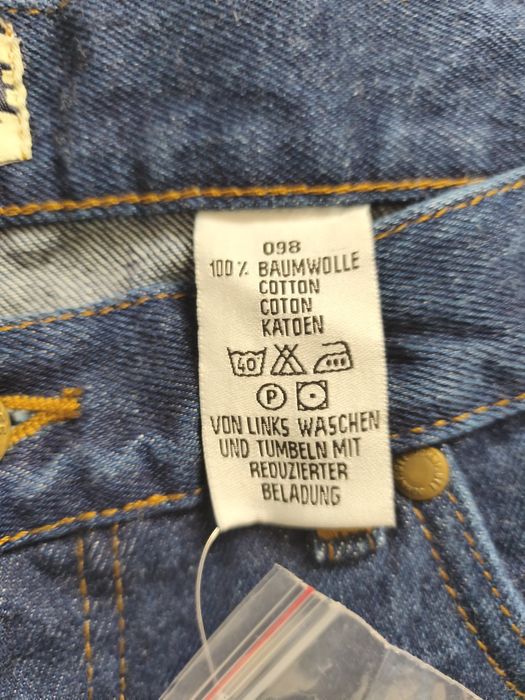 098
100% BAUMWOLLE
COTTON
COTON
KATOEN
40
P
VON LINKS WASCHEN
UND TUMBELN MIT
REDUZIERTER
BELADUNG